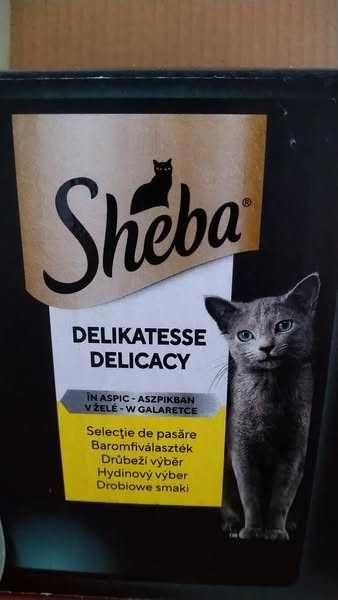 Sheba®
DELIKATESSE
DELICACY
ÎN ASPIC - ASZPIKBAN
V ŽELÉ - W GALARETCE
Selecție de pasăre
Baromfiválaszték
Drůbeží výběr
Hydinový výber
Drobiowe smaki